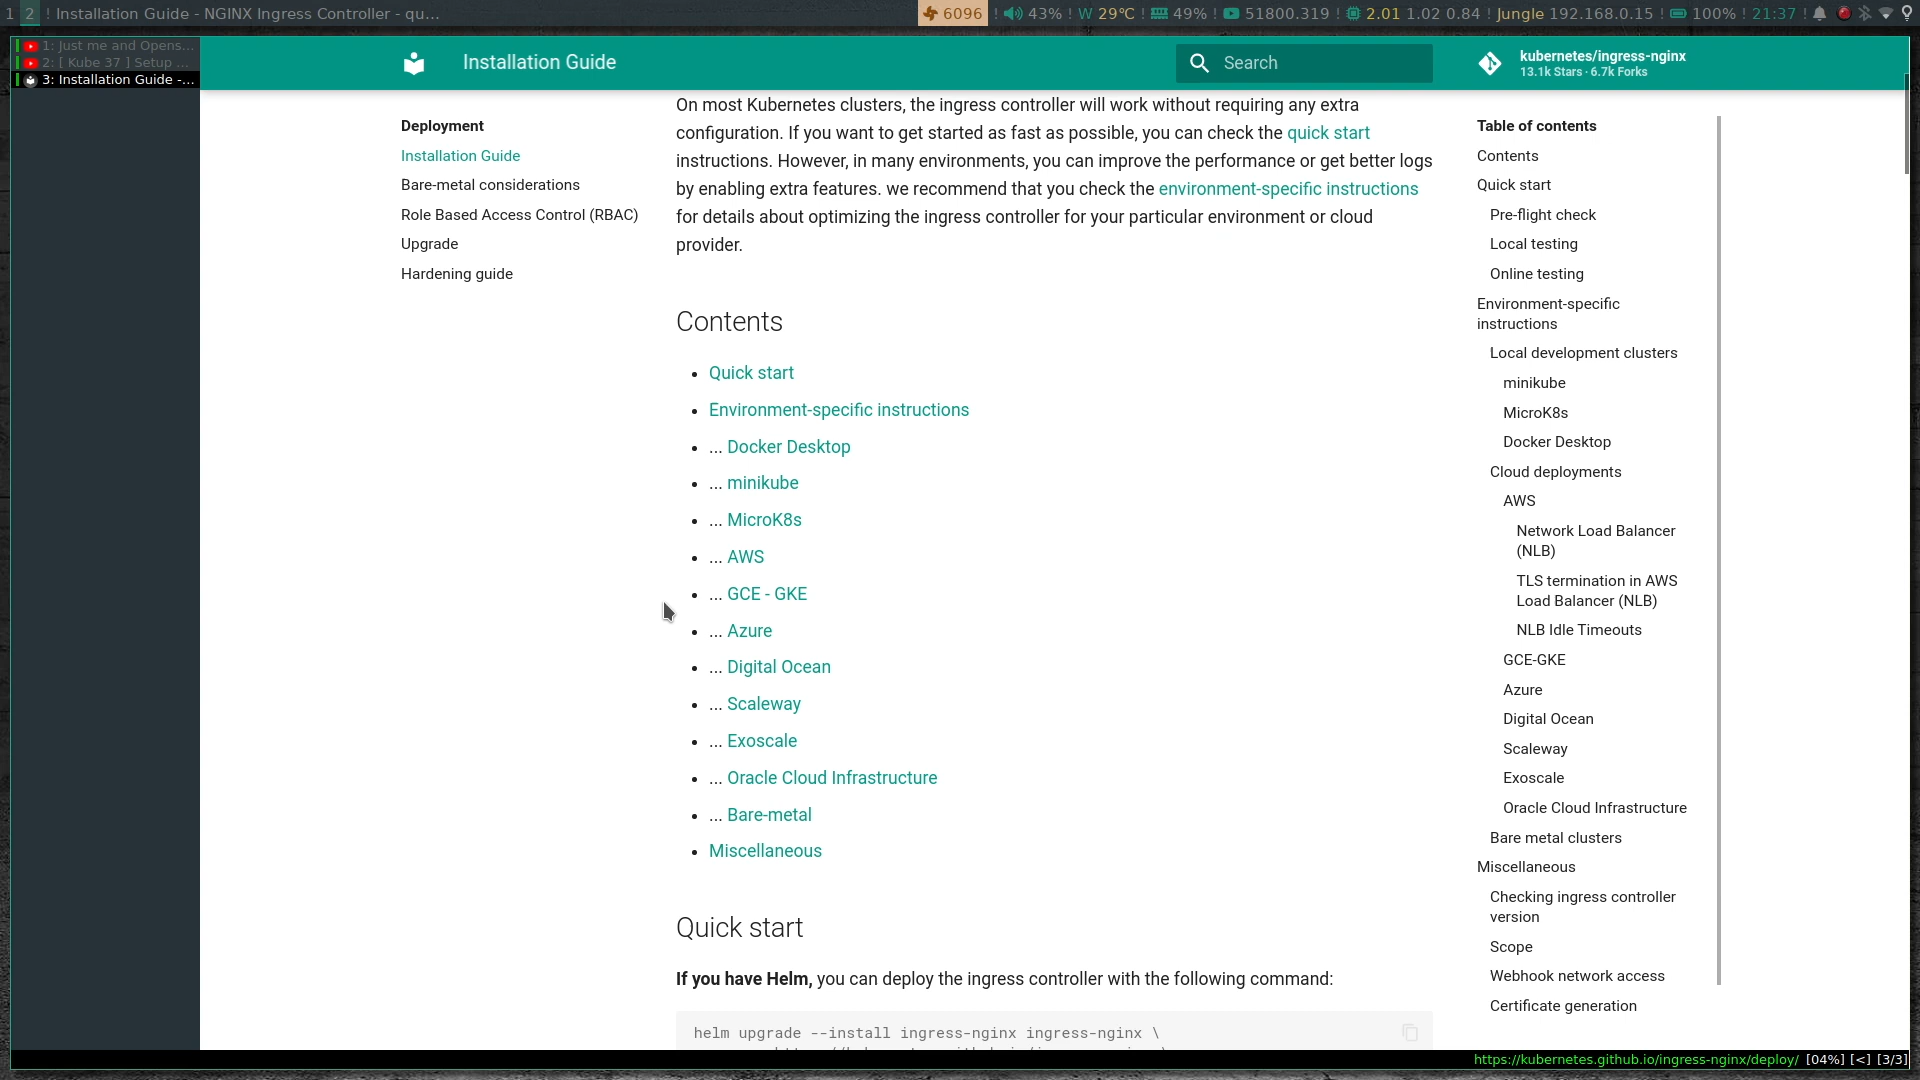 1 2 ! Installation Guide - NGINX Ingress Controller - qu...
6096 ! 43% ! W 29℃ ! 49% ! 51800.319 ! 2.01 1.02 0.84 ! Jungle 192.168.0.15 ! 100% ! 21:37 !
1: Just me and Opens...
2: [ Kube 37 ] Setup ...
3: Installation Guide -...
Installation Guide
Search
kubernetes/ingress-nginx
13.1k Stars · 6.7k Forks
Deployment
Installation Guide
Bare-metal considerations
Role Based Access Control (RBAC)
Upgrade
Hardening guide
On most Kubernetes clusters, the ingress controller will work without requiring any extra
configuration. If you want to get started as fast as possible, you can check the quick start
instructions. However, in many environments, you can improve the performance or get better logs
by enabling extra features. we recommend that you check the environment-specific instructions
for details about optimizing the ingress controller for your particular environment or cloud
provider.
Contents
• Quick start
• Environment-specific instructions
• ... Docker Desktop
• ... minikube
• ... MicroK8s
• ... AWS
• ... GCE - GKE
• ... Azure
• ... Digital Ocean
• ... Scaleway
• ... Exoscale
• ... Oracle Cloud Infrastructure
• ... Bare-metal
• Miscellaneous
Quick start
If you have Helm, you can deploy the ingress controller with the following command:
helm upgrade --install ingress-nginx ingress-nginx \
Table of contents
Contents
Quick start
Pre-flight check
Local testing
Online testing
Environment-specific
instructions
Local development clusters
minikube
MicroK8s
Docker Desktop
Cloud deployments
AWS
Network Load Balancer
(NLB)
TLS termination in AWS
Load Balancer (NLB)
NLB Idle Timeouts
GCE-GKE
Azure
Digital Ocean
Scaleway
Exoscale
Oracle Cloud Infrastructure
Bare metal clusters
Miscellaneous
Checking ingress controller
version
Scope
Webhook network access
Certificate generation
https://kubernetes.github.io/ingress-nginx/deploy/ [04%] [<] [3/3]